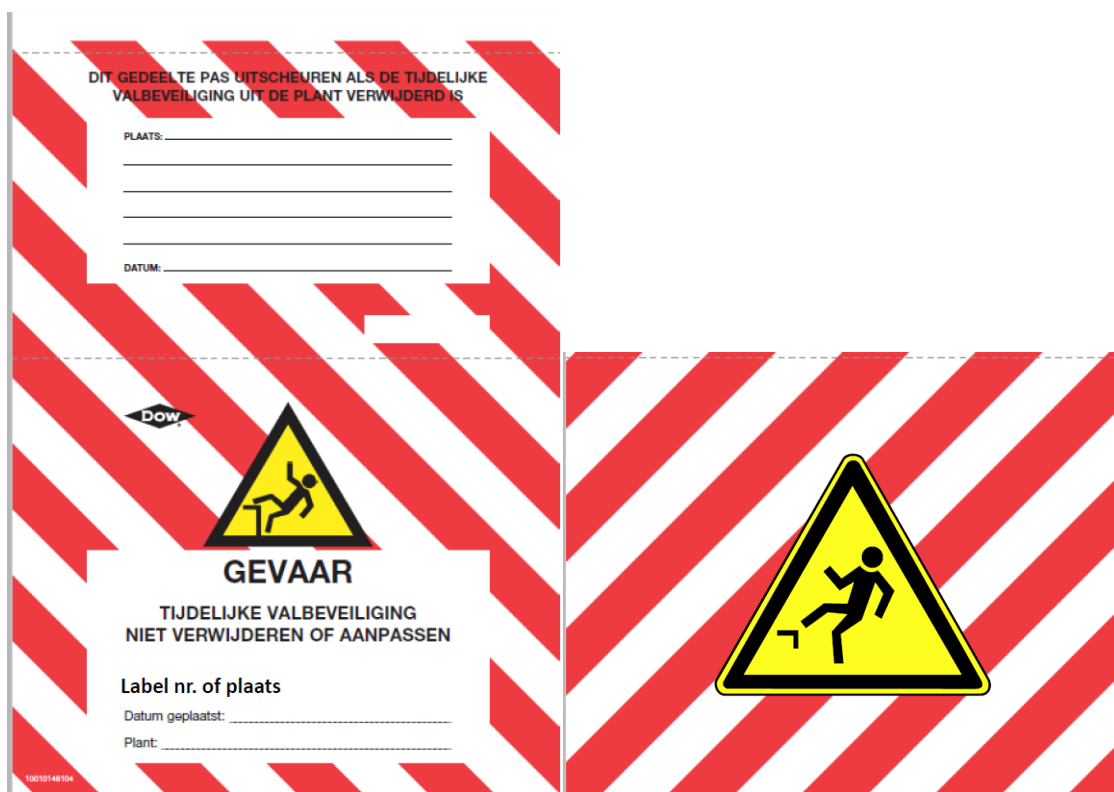 DIT GEDEELTE PAS UITSCHEUREN ALS DE TIJDELIJKE
VALBEVEILIGING UIT DE PLANT VERWIJDERD IS
PLAATS:
DATUM:
Dow
GEVAAR
TIJDELIJKE VALBEVEILIGING
NIET VERWIJDEREN OF AANPASSEN
Label nr. of plaats
Datum geplaatst:
Plant:
10010148104